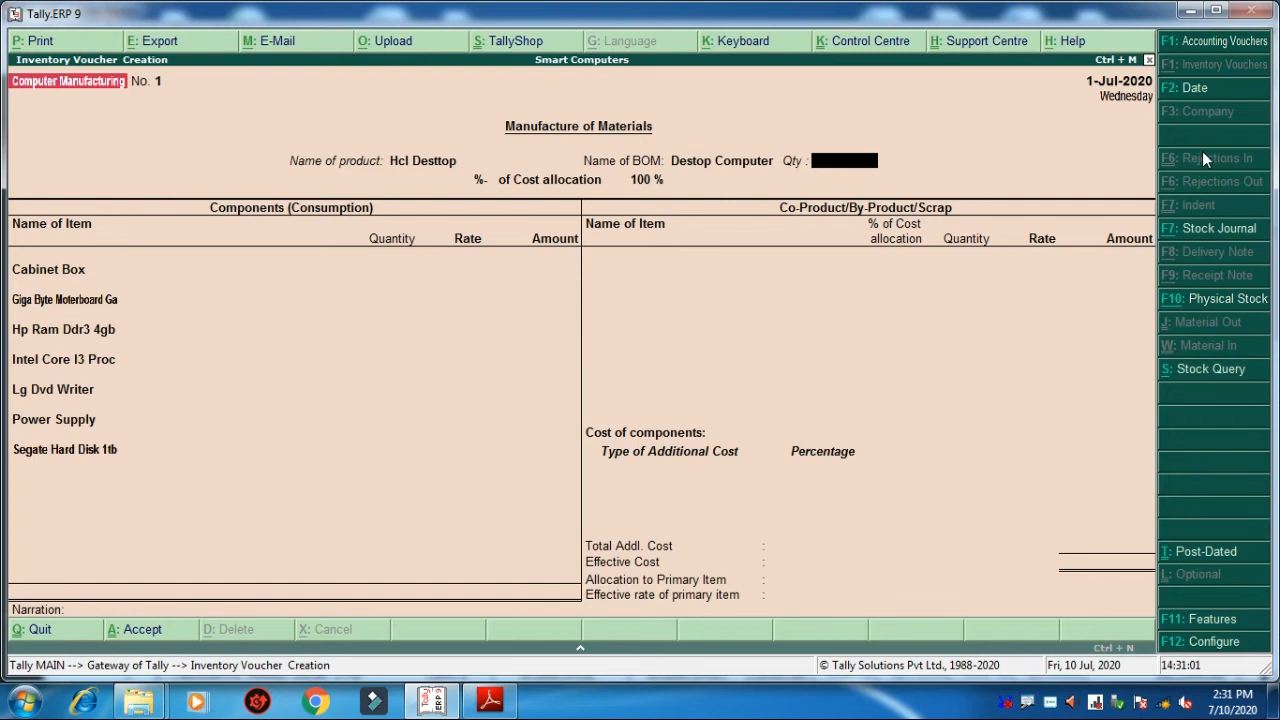 Tally.ERP 9
P: Print E: Export M: E-Mail O: Upload S: TallyShop G: Language K: Keyboard K: Control Centre H: Support Centre H: Help
Inventory Voucher Creation Smart Computers Ctrl + M
Computer Manufacturing No. 1 1-Jul-2020
Wednesday
Manufacture of Materials
Name of product: Hcl Desttop Name of BOM: Destop Computer Qty :
%- of Cost allocation 100 %
Components (Consumption) Co-Product/By-Product/Scrap
Name of Item Quantity Rate Amount Name of Item % of Cost allocation Quantity Rate Amount
Cabinet Box
Giga Byte Moterboard Ga
Hp Ram Ddr3 4gb
Intel Core I3 Proc
Lg Dvd Writer
Power Supply
Segate Hard Disk 1tb
Cost of components:
Type of Additional Cost Percentage
Total Addl. Cost :
Effective Cost :
Allocation to Primary Item :
Effective rate of primary item :
Narration:
Q: Quit A: Accept D: Delete X: Cancel
Ctrl + N
F1: Accounting Vouchers
F1: Inventory Vouchers
F2: Date
F3: Company
F6: Rejections In
F6: Rejections Out
F7: Indent
F7: Stock Journal
F8: Delivery Note
F9: Receipt Note
F10: Physical Stock
J: Material Out
W: Material In
S: Stock Query
T: Post-Dated
L: Optional
F11: Features
F12: Configure
Tally MAIN --> Gateway of Tally --> Inventory Voucher Creation © Tally Solutions Pvt Ltd., 1988-2020 Fri, 10 Jul, 2020 14:31:01
Tally ERP 9
2:31 PM
7/10/2020